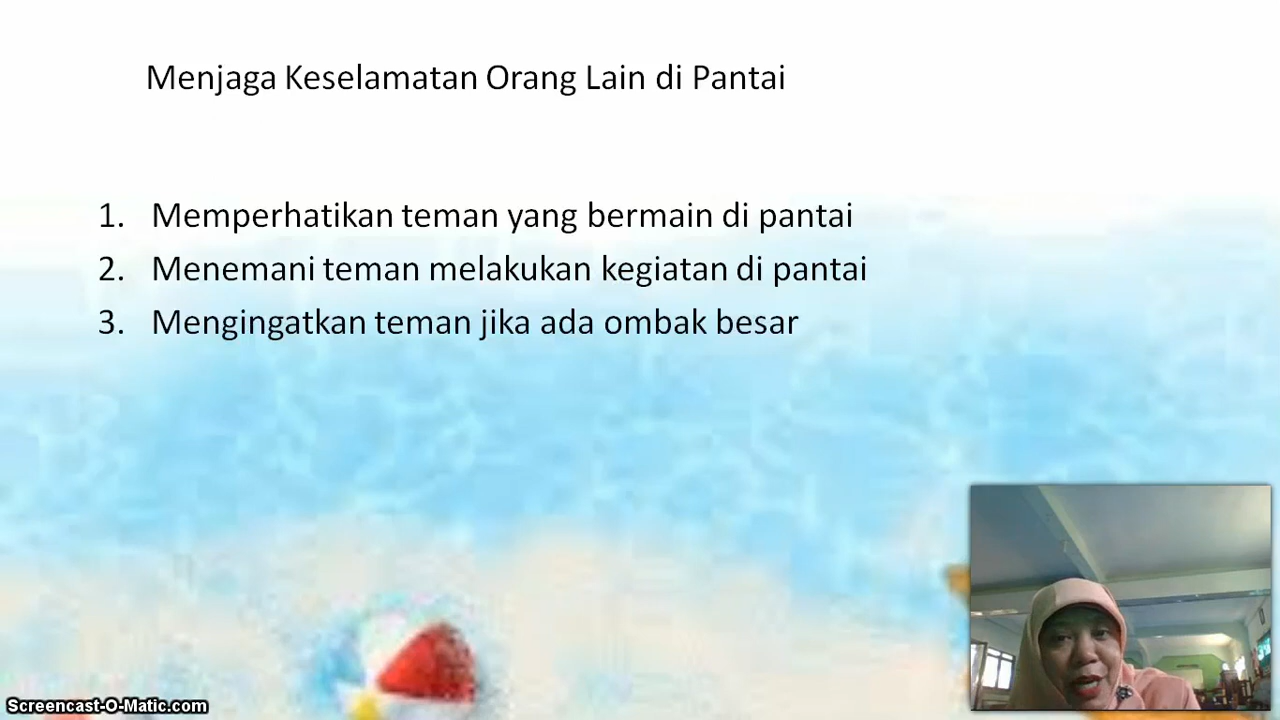 Menjaga Keselamatan Orang Lain di Pantai
1. Memperhatikan teman yang bermain di pantai
2. Menemani teman melakukan kegiatan di pantai
3. Mengingatkan teman jika ada ombak besar
Screencast-O-Matic.com